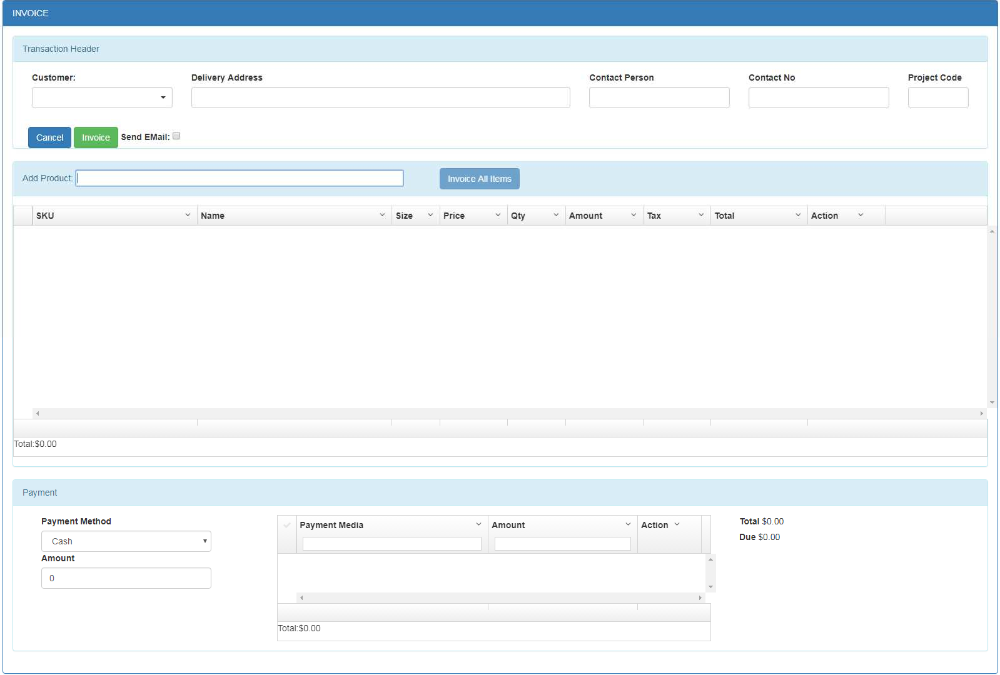 INVOICE
Transaction Header
Customer: Delivery Address Contact Person Contact No Project Code
Cancel Invoice Send EMail:
Add Product: Invoice All Items
SKU Name Size Price Qty Amount Tax Total Action
Total:$0.00
Payment
Payment Method
Cash
Amount
0
Payment Media Amount Action
Total:$0.00
Total $0.00
Due $0.00